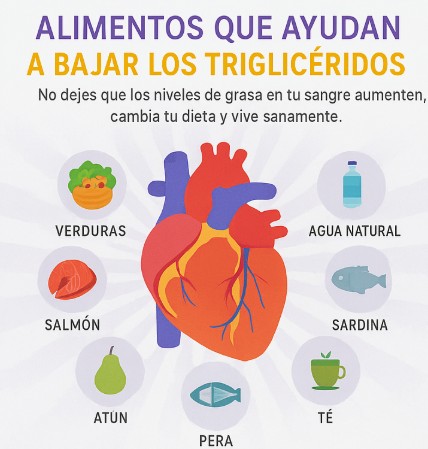 ALIMENTOS QUE AYUDAN
A BAJAR LOS TRIGLICÉRIDOS
No dejes que los niveles de grasa en tu sangre aumenten,
cambia tu dieta y vive sanamente.
VERDURAS
AGUA NATURAL
SALMÓN
SARDINA
ATÚN
TÉ
PERA